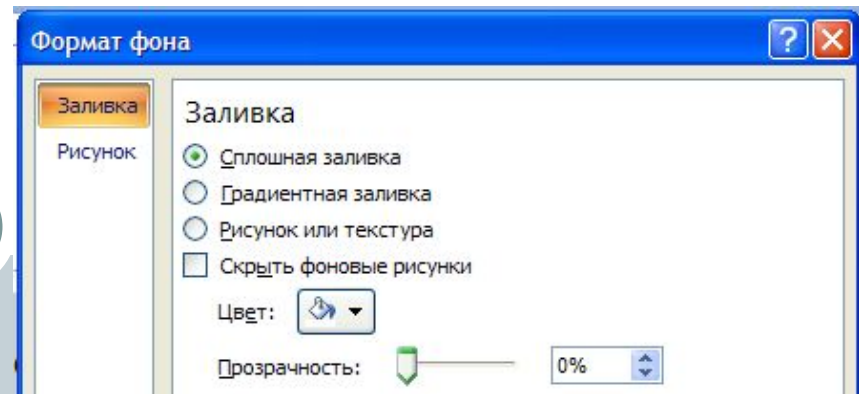 Формат фона
Заливка
Рисунок
Заливка
Сплошная заливка
Градиентная заливка
Рисунок или текстура
Скрыть фоновые рисунки
Цвет:
Прозрачность: 0%